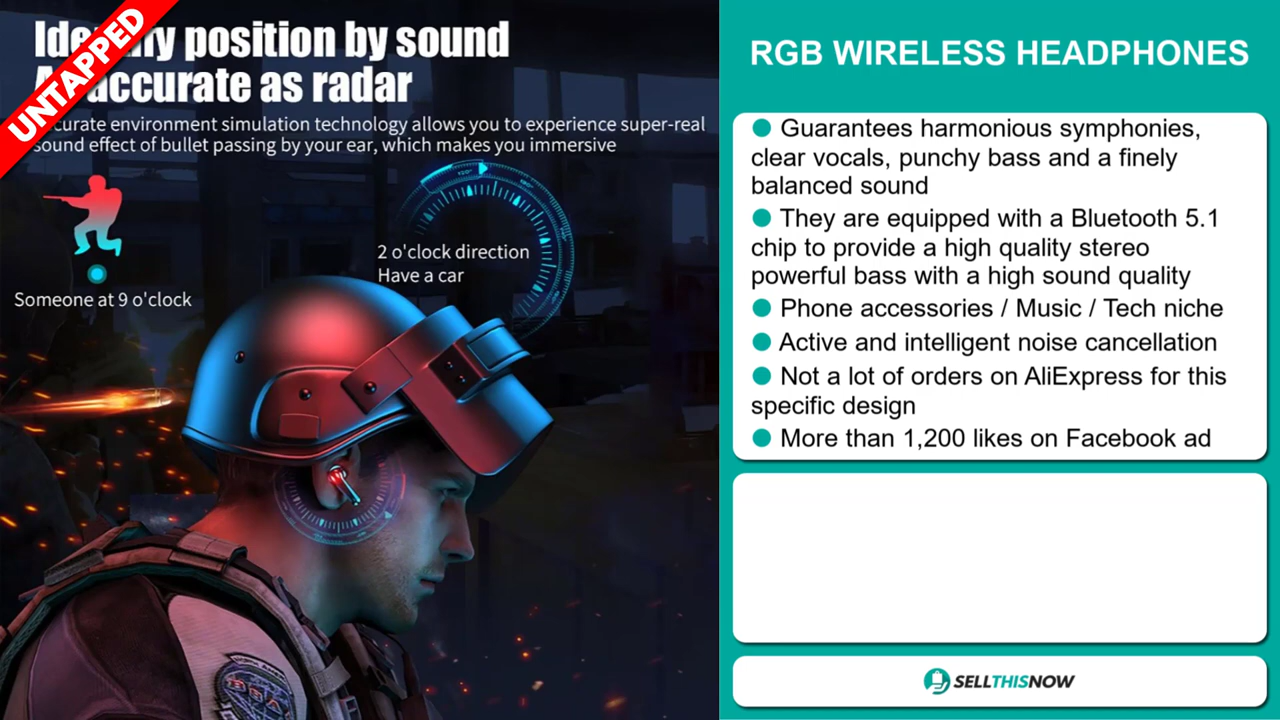 UNTAPPED
position by sound
accurate as radar
environment simulation technology allows you to experience super-real
sound effect of bullet passing by your ear, which makes you immersive
2 o'clock direction
Have a car
Someone at 9 o'clock
RGB WIRELESS HEADPHONES
● Guarantees harmonious symphonies,
clear vocals, punchy bass and a finely
balanced sound
● They are equipped with a Bluetooth 5.1
chip to provide a high quality stereo
powerful bass with a high sound quality
● Phone accessories / Music / Tech niche
● Active and intelligent noise cancellation
● Not a lot of orders on AliExpress for this
specific design
● More than 1,200 likes on Facebook ad
SELLTHISNOW